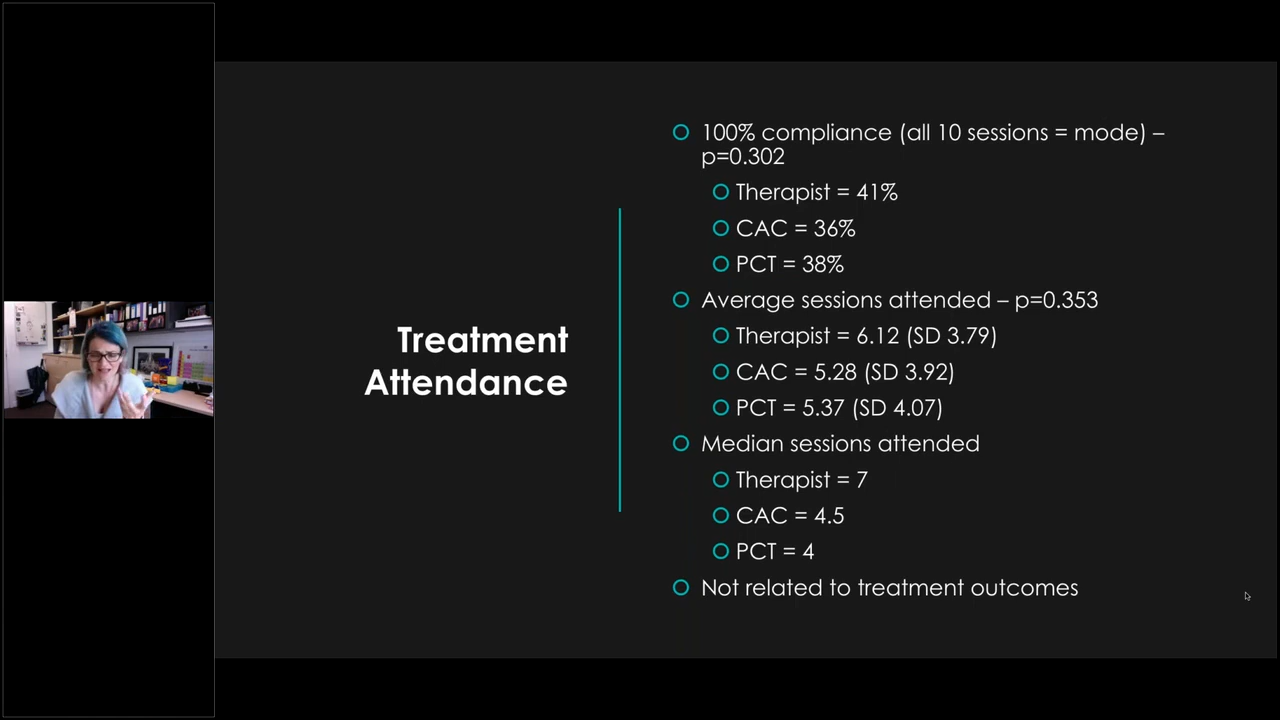 Treatment
Attendance
100% compliance (all 10 sessions = mode) –
p=0.302
Therapist = 41%
CAC = 36%
PCT = 38%
Average sessions attended – p=0.353
Therapist = 6.12 (SD 3.79)
CAC = 5.28 (SD 3.92)
PCT = 5.37 (SD 4.07)
Median sessions attended
Therapist = 7
CAC = 4.5
PCT = 4
Not related to treatment outcomes